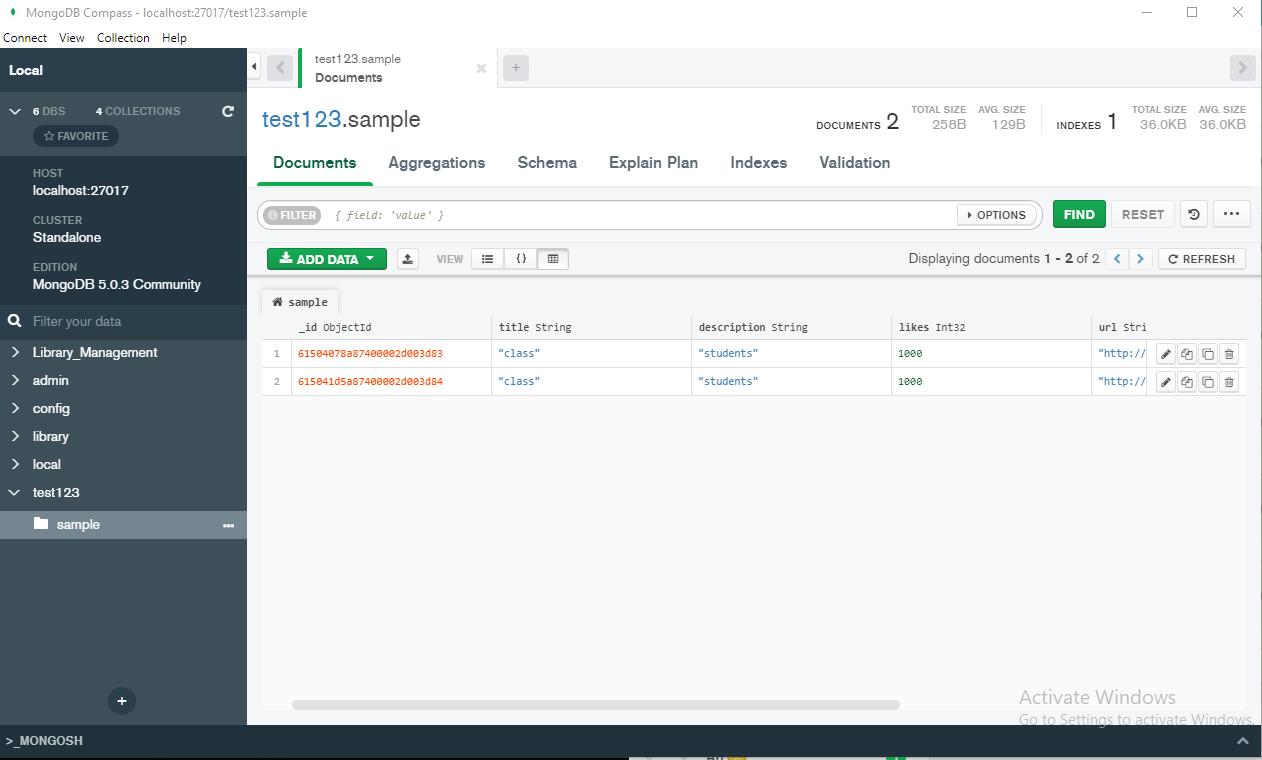 MongoDB Compass - localhost:27017/test123.sample
Connect View Collection Help
Local
6 DBS 4 COLLECTIONS
FAVORITE
HOST
localhost:27017
CLUSTER
Standalone
EDITION
MongoDB 5.0.3 Community
Filter your data
Library_Management
admin
config
library
local
test123
sample
>_MONGOSH
test123.sample
Documents
test123.sample
DOCUMENTS 2
TOTAL SIZE AVG. SIZE
258B 129B
INDEXES 1
TOTAL SIZE AVG. SIZE
36.0KB 36.0KB
Documents Aggregations Schema Explain Plan Indexes Validation
FILTER { field: 'value' } OPTIONS FIND RESET
ADD DATA VIEW {} Displaying documents 1 - 2 of 2 REFRESH
sample
_id ObjectId title String description String likes Int32 url Stri
1 61504078a87400002d003d83 "class" "students" 1000 "http://
2 615041d5a87400002d003d84 "class" "students" 1000 "http://
Activate Windows
Go to Settings to activate Windows.